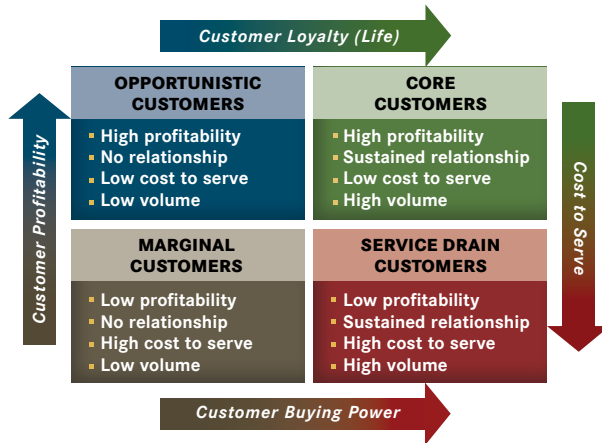 Customer Loyalty (Life)
OPPORTUNISTIC
CUSTOMERS
High profitability
No relationship
Low cost to serve
Low volume
CORE
CUSTOMERS
High profitability
Sustained relationship
Low cost to serve
High volume
Customer Profitability
Cost to Serve
MARGINAL
CUSTOMERS
Low profitability
No relationship
High cost to serve
Low volume
SERVICE DRAIN
CUSTOMERS
Low profitability
Sustained relationship
High cost to serve
High volume
Customer Buying Power